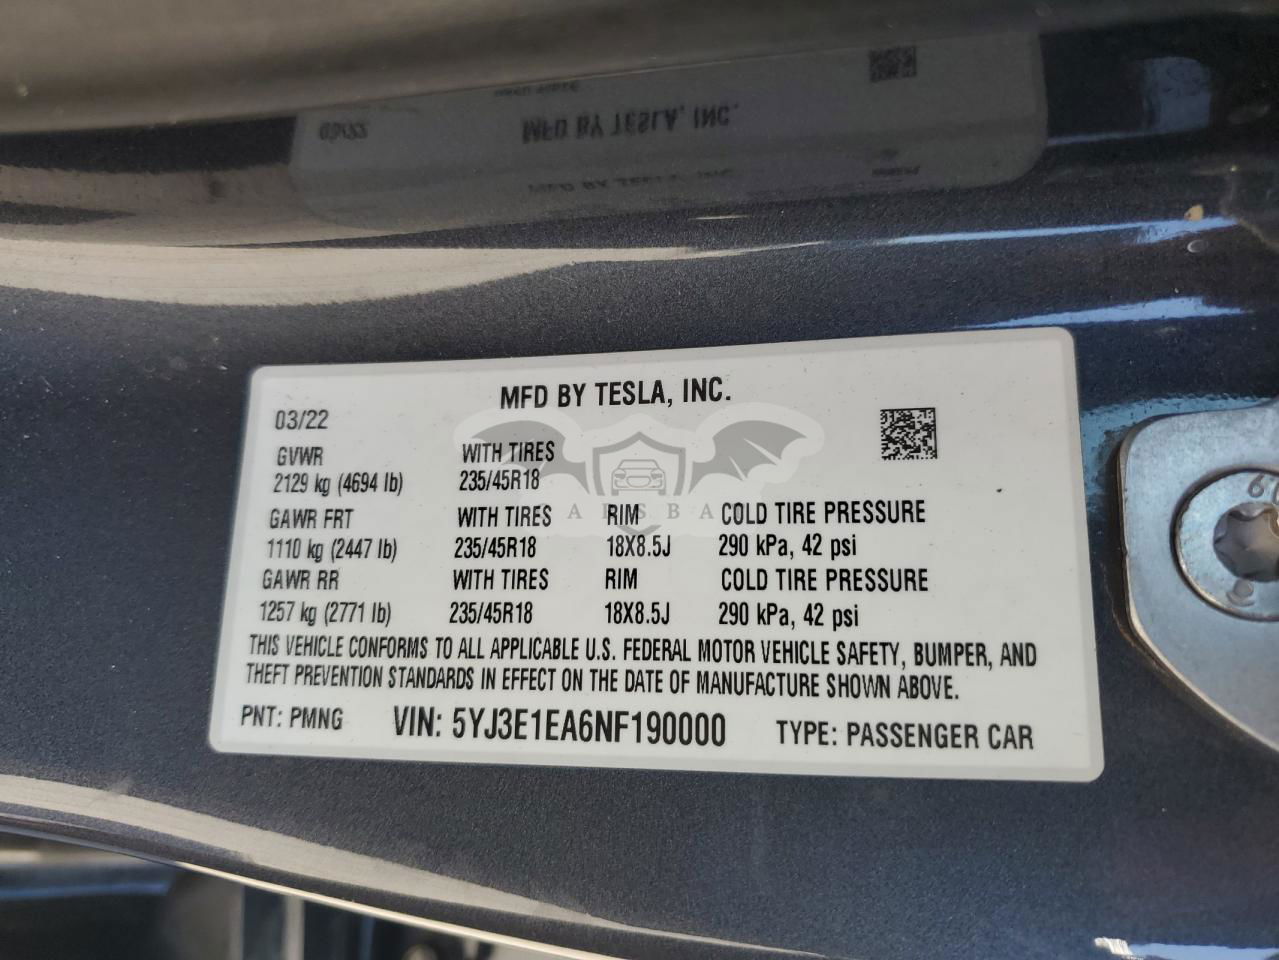 MFD BY TESLA, INC.
03/22
GVWR WITH TIRES
2129 kg (4694 lb) 235/45R18
GAWR FRT WITH TIRES RIM COLD TIRE PRESSURE
1110 kg (2447 lb) 235/45R18 18X8.5J 290 kPa, 42 psi
GAWR RR WITH TIRES RIM COLD TIRE PRESSURE
1257 kg (2771 lb) 235/45R18 18X8.5J 290 kPa, 42 psi
THIS VEHICLE CONFORMS TO ALL APPLICABLE U.S. FEDERAL MOTOR VEHICLE SAFETY, BUMPER, AND
THEFT PREVENTION STANDARDS IN EFFECT ON THE DATE OF MANUFACTURE SHOWN ABOVE.
PNT: PMNG VIN: 5YJ3E1EA6NF190000 TYPE: PASSENGER CAR